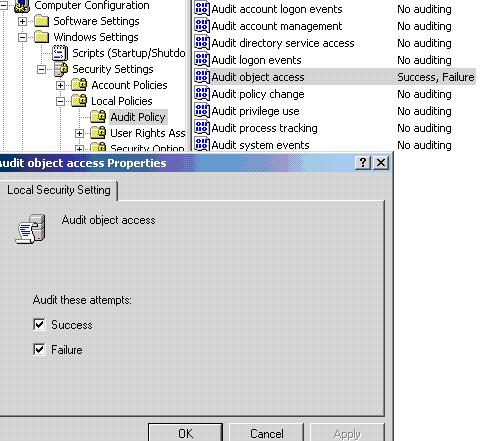 Computer Configuration
Software Settings
Windows Settings
Scripts (Startup/Shutdo
Security Settings
Account Policies
Local Policies
Audit Policy
User Rights Ass
Security Option
Audit account logon events No auditing
Audit account management No auditing
Audit directory service access No auditing
Audit logon events No auditing
Audit object access Success, Failure
Audit policy change No auditing
Audit privilege use No auditing
Audit process tracking No auditing
Audit system events No auditing
Audit object access Properties
Local Security Setting
Audit object access
Audit these attempts:
Success
Failure
OK Cancel Apply